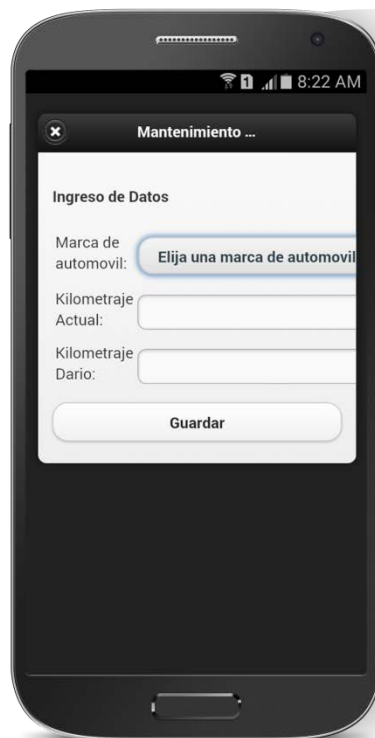 1 8:22 AM
Mantenimiento ...
Ingreso de Datos
Marca de
automovil:
Elija una marca de automovil
Kilometraje
Actual:
Kilometraje
Dario:
Guardar